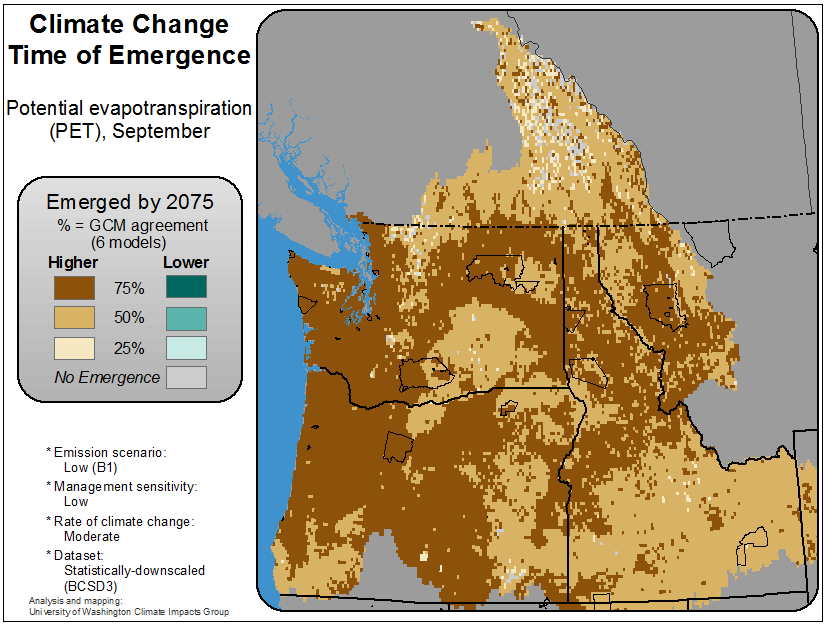 Climate Change
Time of Emergence
Potential evapotranspiration
(PET), September
Emerged by 2075
% = GCM agreement
(6 models)
Higher Lower
75%
50%
25%
No Emergence
* Emission scenario:
Low (B1)
* Management sensitivity:
Low
* Rate of climate change:
Moderate
* Dataset:
Statistically-downscaled
(BCSD3)
Analysis and mapping:
University of Washington Climate Impacts Group